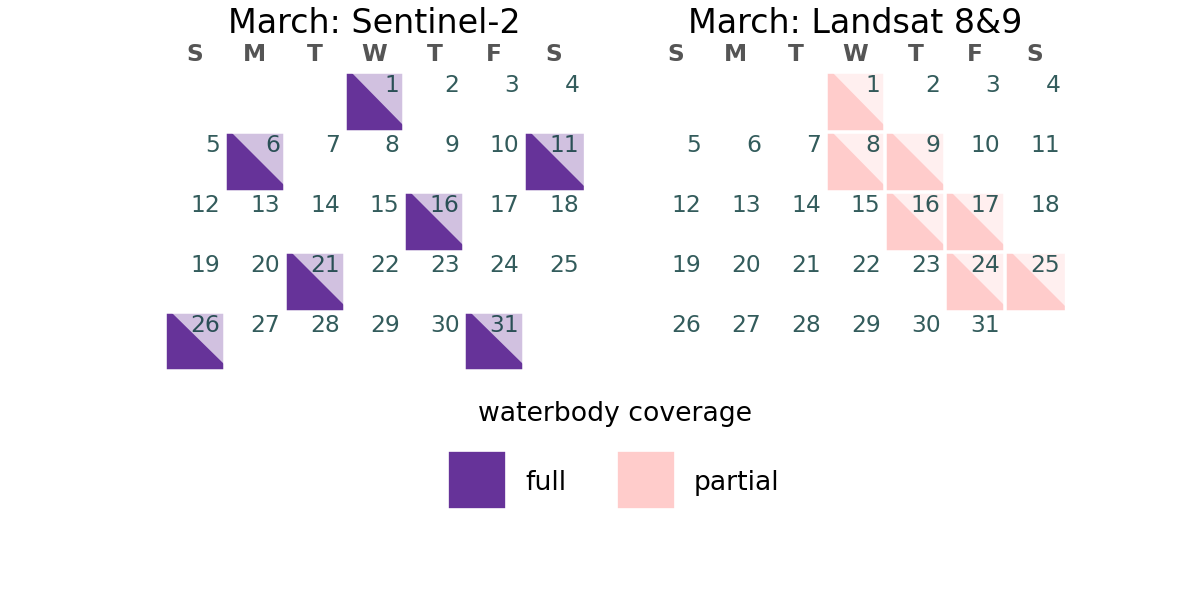 March: Sentinel-2
S M T W T F S
1 2 3 4
5 6 7 8 9 10 11
12 13 14 15 16 17 18
19 20 21 22 23 24 25
26 27 28 29 30 31
March: Landsat 8&9
S M T W T F S
1 2 3 4
5 6 7 8 9 10 11
12 13 14 15 16 17 18
19 20 21 22 23 24 25
26 27 28 29 30 31
waterbody coverage
full
partial